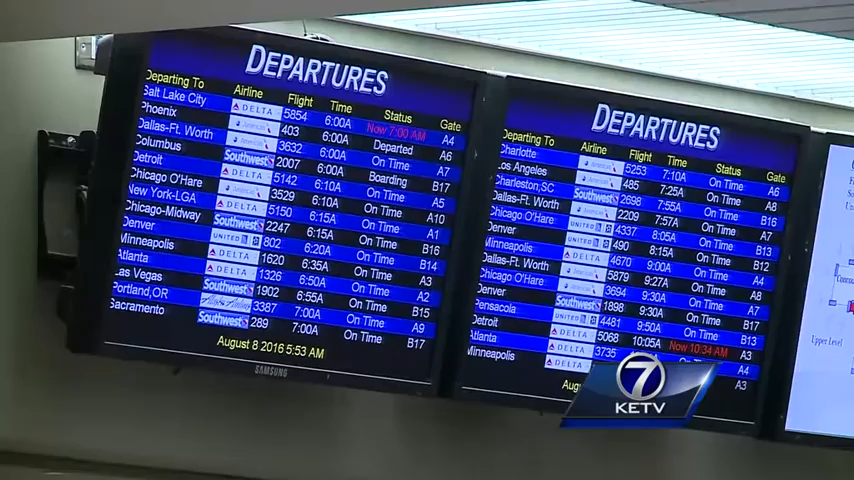 DEPARTURES
Departing To Airline Flight Time Status Gate
Salt Lake City DELTA 5854 6:00A Now 7:00 AM A4
Phoenix American 403 6:00A Departed A6
Dallas-Ft. Worth American 3632 6:00A On Time A7
Columbus Southwest 2007 6:00A Boarding B17
Detroit DELTA 5142 6:10A On Time A5
Chicago O'Hare American 3529 6:10A On Time A10
New York-LGA DELTA 5150 6:15A On Time A1
Chicago-Midway Southwest 2247 6:15A On Time B16
Denver UNITED 802 6:20A On Time B14
Minneapolis DELTA 1620 6:35A On Time A3
Atlanta DELTA 1326 6:50A On Time A2
Las Vegas Southwest 1902 6:55A On Time B15
Portland,OR Alaska Airlines 3387 7:00A On Time A9
Sacramento Southwest 289 7:00A On Time B17
August 8 2016 5:53 AM
SAMSUNG
DEPARTURES
Departing To Airline Flight Time Status Gate
Charlotte American 5253 7:10A On Time A6
Los Angeles American 485 7:25A On Time A8
Charleston,SC Southwest 2698 7:55A On Time B16
Dallas-Ft. Worth American 2209 7:57A On Time A7
Chicago O'Hare UNITED 4337 8:05A On Time B13
Denver UNITED 490 8:15A On Time B12
Minneapolis DELTA 4670 9:00A On Time A4
Dallas-Ft. Worth American 5879 9:27A On Time A8
Chicago O'Hare American 3694 9:30A On Time A7
Denver Southwest 1898 9:30A On Time B17
Pensacola UNITED 4481 9:50A On Time B13
Detroit DELTA 5068 10:05A Now 10:34 AM A3
Atlanta DELTA 3735 A4
Minneapolis DELTA A3
Upper Level
7
KETV